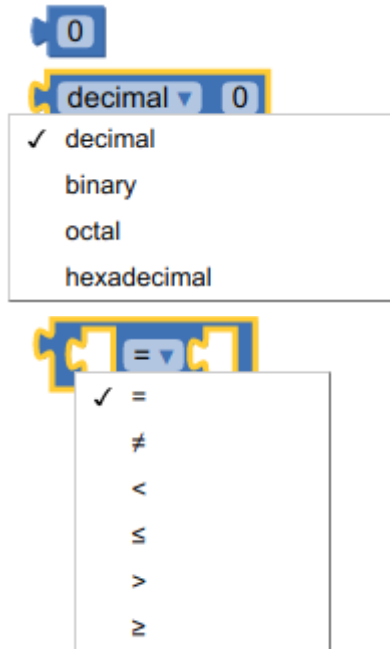 0
decimal ▾ 0
✓ decimal
binary
octal
hexadecimal
= ▾
✓ =
≠
<
≤
>
≥